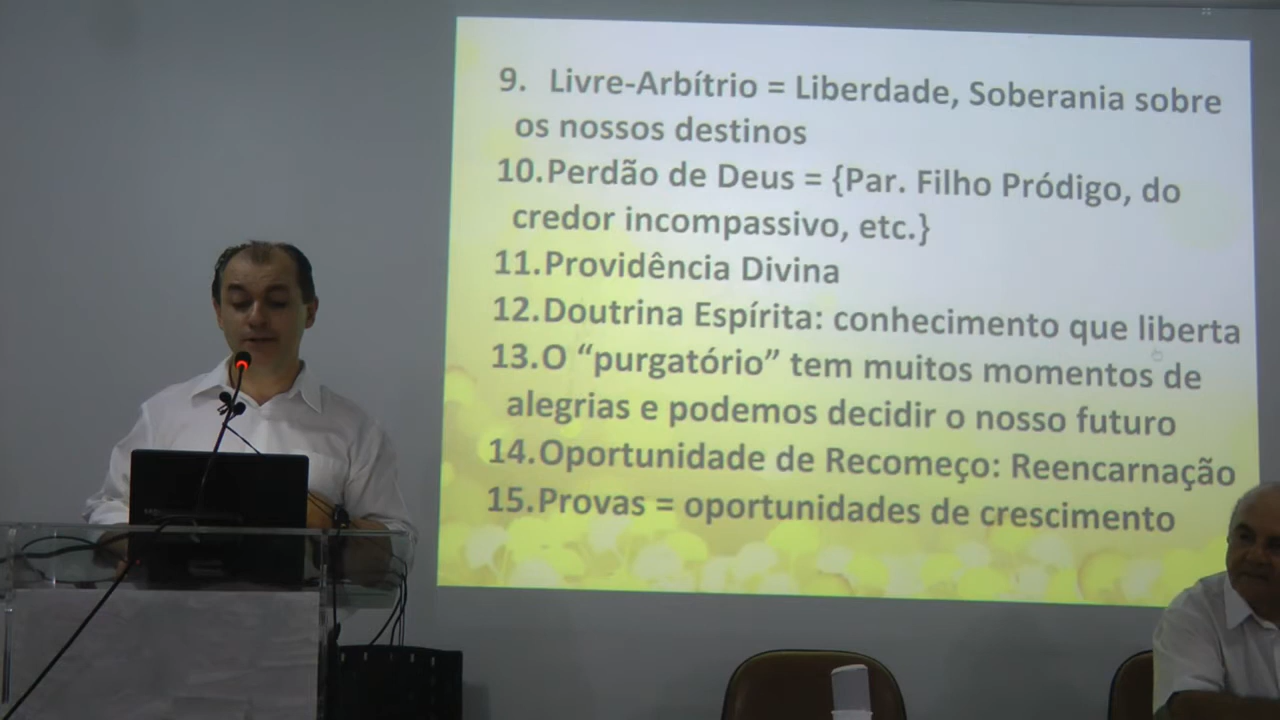 9. Livre-Arbítrio = Liberdade, Soberania sobre
os nossos destinos
10.Perdão de Deus = {Par. Filho Pródigo, do
credor incompassivo, etc.}
11.Providência Divina
12.Doutrina Espírita: conhecimento que liberta
13.O “purgatório” tem muitos momentos de
alegrias e podemos decidir o nosso futuro
14.Oportunidade de Recomeço: Reencarnação
15.Provas = oportunidades de crescimento